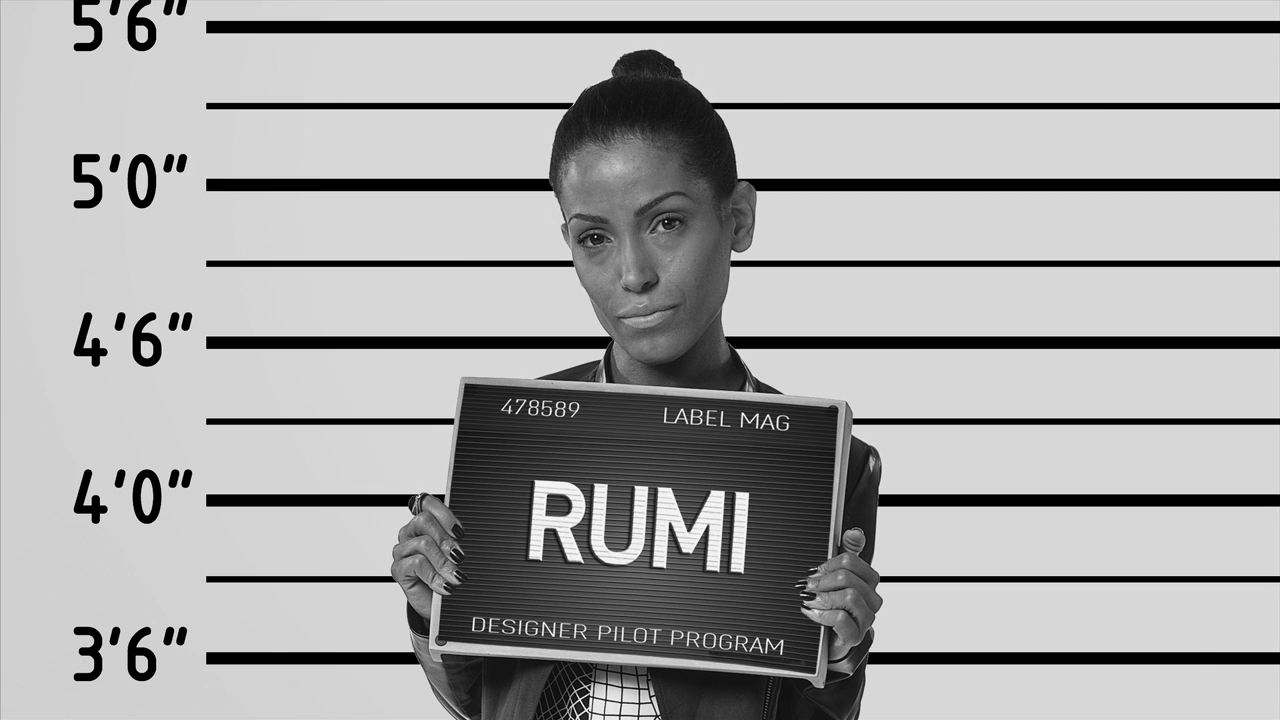 5'6"
5'0"
4'6"
4'0"
3'6"
478589 LABEL MAG
RUMI
DESIGNER PILOT PROGRAM